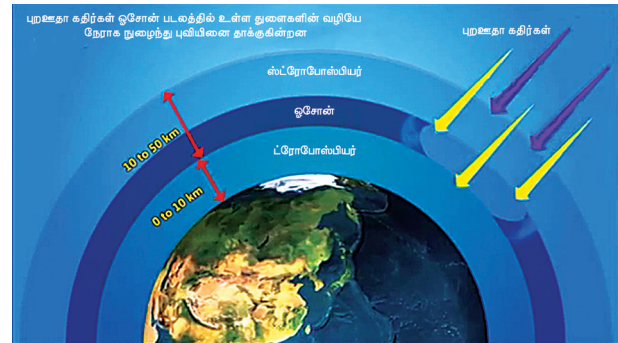 புறஊதா கதிர்கள் ஓசோன் படலத்தில் உள்ள துளைகளின் வழியே
நேராக நுழைந்து புவியினை தாக்குகின்றன
புறஊதா கதிர்கள்
ஸ்ட்ரோபோஸ்பியர்
ஓசோன்
ட்ரோபோஸ்பியர்
10 to 50 km
0 to 10 km